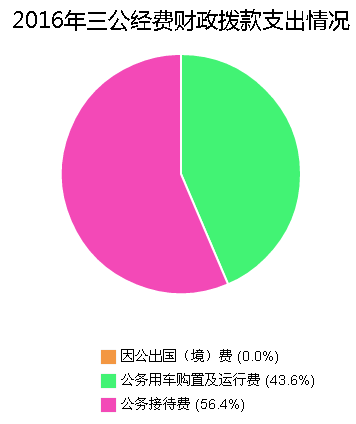 2016年三公经费财政拨款支出情况
因公出国（境）费 (0.0%)
公务用车购置及运行费 (43.6%)
公务接待费 (56.4%)